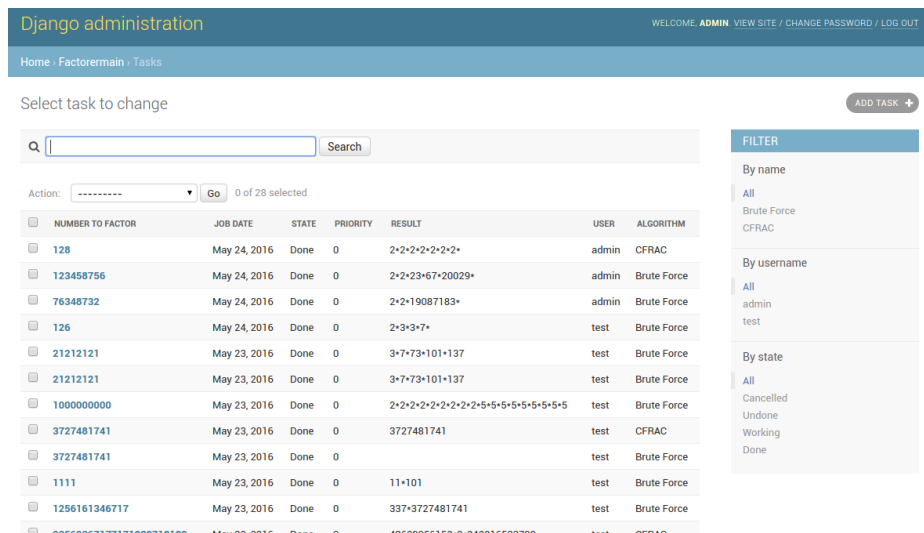 Django administration
WELCOME, ADMIN. VIEW SITE / CHANGE PASSWORD / LOG OUT
Home › Factorermain › Tasks
Select task to change
ADD TASK +
Search
Action: --------- Go 0 of 28 selected
NUMBER TO FACTOR JOB DATE STATE PRIORITY RESULT USER ALGORITHM
128 May 24, 2016 Done 0 2*2*2*2*2*2*2* admin CFRAC
123458756 May 24, 2016 Done 0 2*2*23*67*20029* admin Brute Force
76348732 May 24, 2016 Done 0 2*2*19087183* admin Brute Force
126 May 24, 2016 Done 0 2*3*3*7* test Brute Force
21212121 May 23, 2016 Done 0 3*7*73*101*137 test Brute Force
21212121 May 23, 2016 Done 0 3*7*73*101*137 test Brute Force
1000000000 May 23, 2016 Done 0 2*2*2*2*2*2*2*2*2*5*5*5*5*5*5*5*5*5 test Brute Force
3727481741 May 23, 2016 Done 0 3727481741 test CFRAC
3727481741 May 23, 2016 Done 0 test Brute Force
1111 May 23, 2016 Done 0 11*101 test Brute Force
1256161346717 May 23, 2016 Done 0 337*3727481741 test Brute Force
May 23, 2016 Done 0 test CFRAC
FILTER
By name
All
Brute Force
CFRAC
By username
All
admin
test
By state
All
Cancelled
Undone
Working
Done